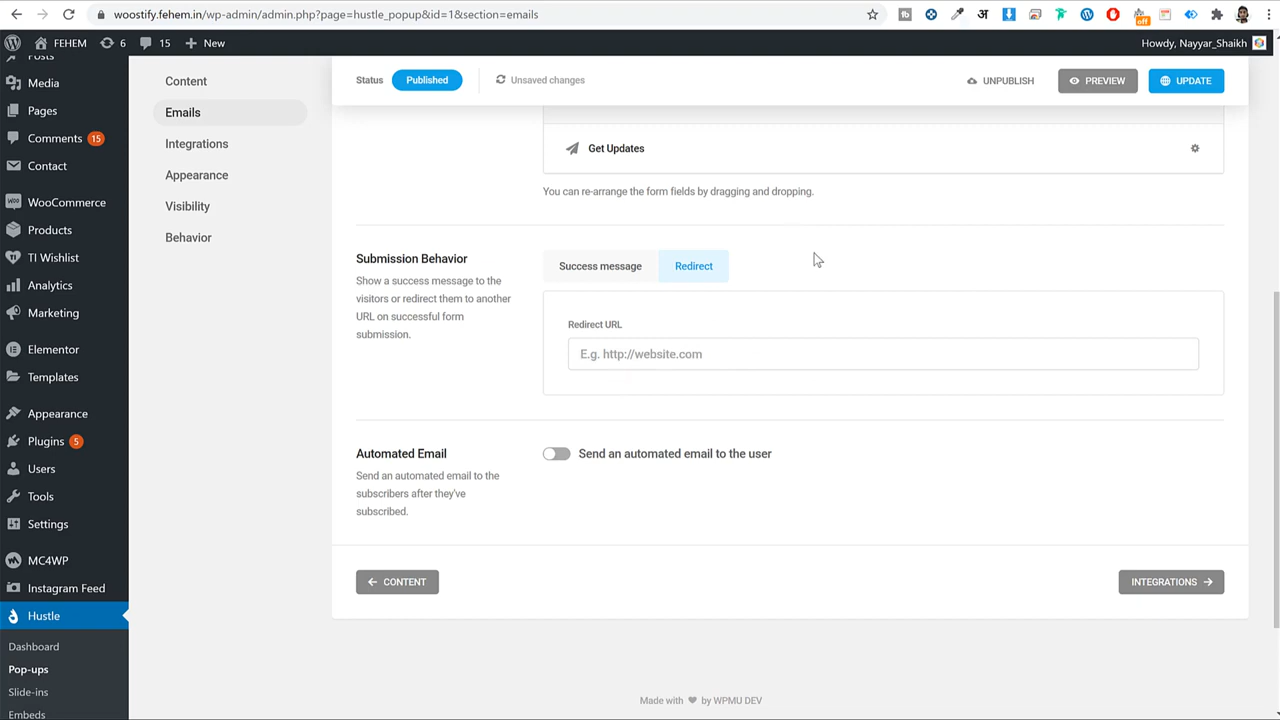 woostify.fehem.in/wp-admin/admin.php?page=hustle_popup&id=1&section=emails
off
FEHEM
6
15
New
Howdy, Nayyar_Shaikh
Posts
Media
Pages
Comments 15
Contact
WooCommerce
Products
TI Wishlist
Analytics
Marketing
Elementor
Templates
Appearance
Plugins 5
Users
Tools
Settings
MC4WP
Instagram Feed
Hustle
Dashboard
Pop-ups
Slide-ins
Embeds
Content
Emails
Integrations
Appearance
Visibility
Behavior
Status
Published
Unsaved changes
UNPUBLISH
PREVIEW
UPDATE
Get Updates
You can re-arrange the form fields by dragging and dropping.
Submission Behavior
Show a success message to the
visitors or redirect them to another
URL on successful form
submission.
Success message
Redirect
Redirect URL
E.g. http://website.com
Automated Email
Send an automated email to the
subscribers after they've
subscribed.
Send an automated email to the user
CONTENT
INTEGRATIONS
Made with ❤ by WPMU DEV